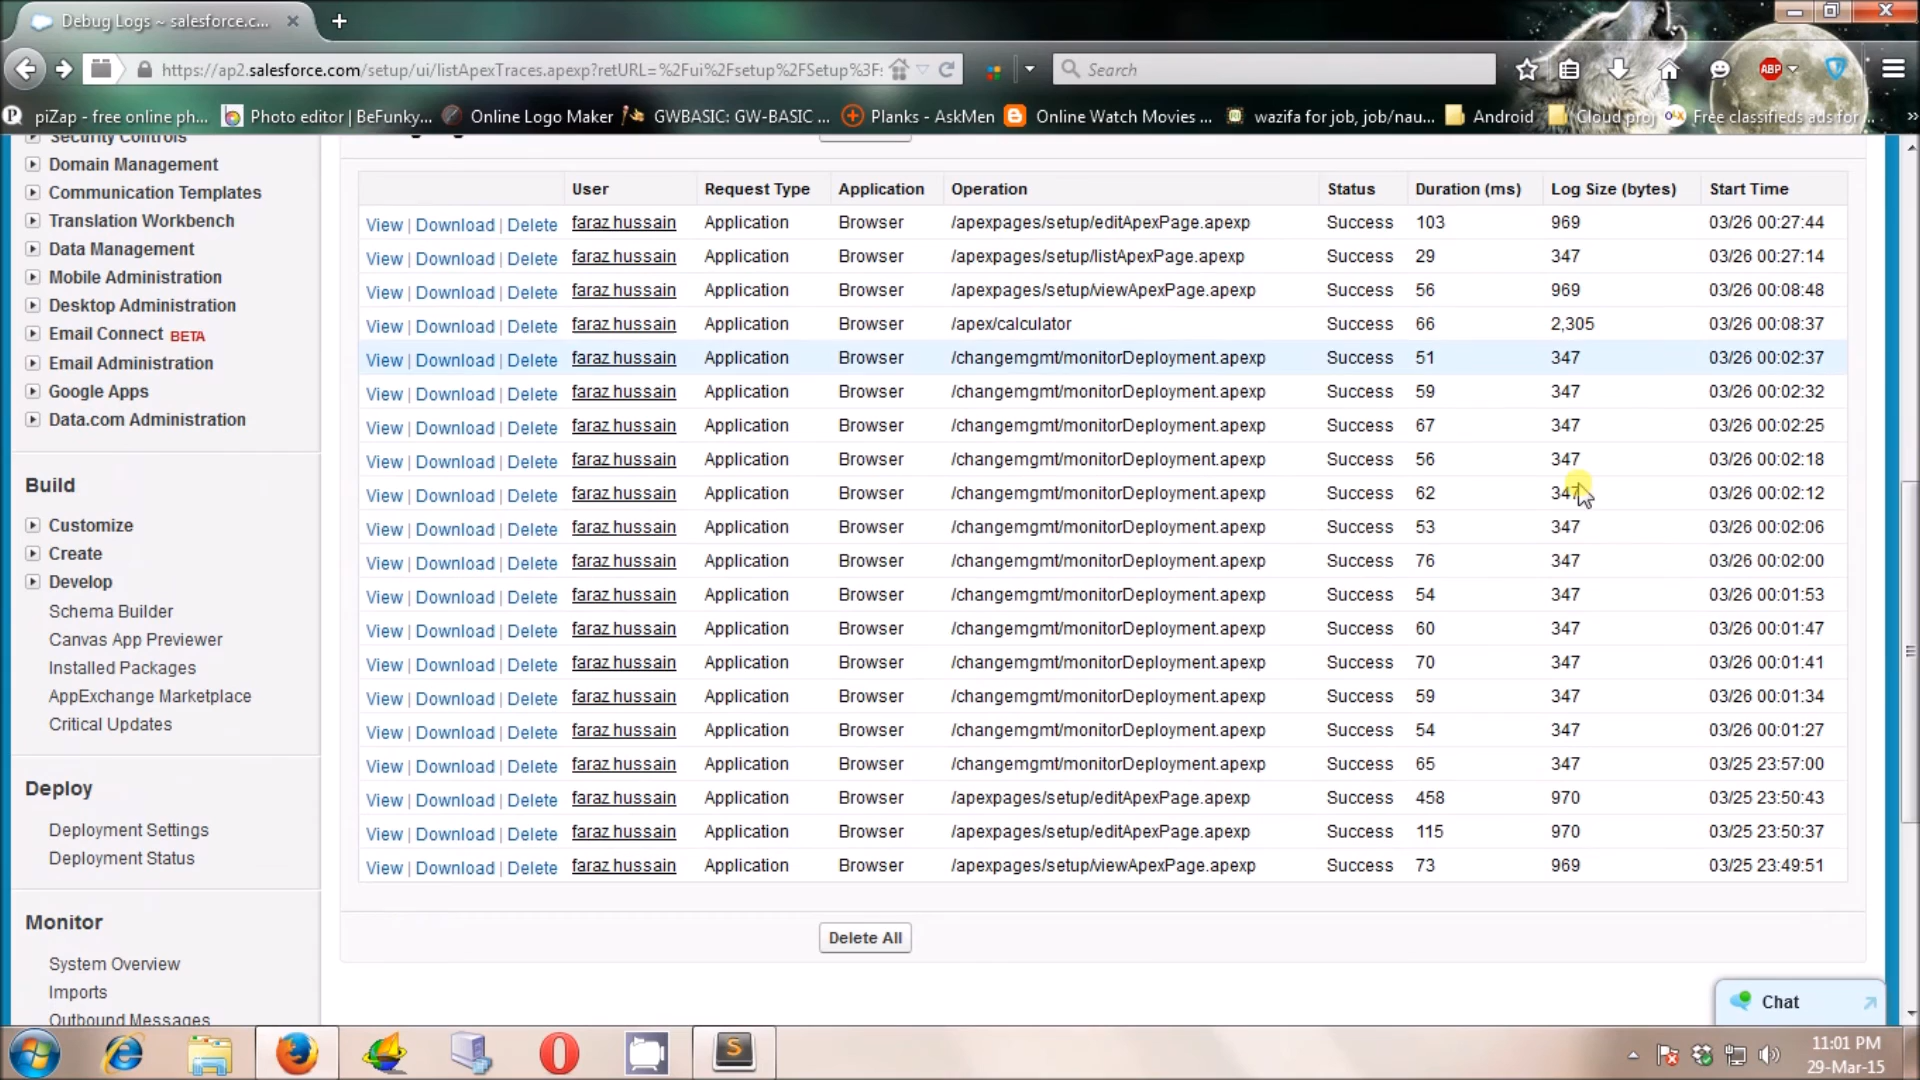 Debug Logs ~ salesforce.c...
https://ap2.salesforce.com/setup/ui/listApexTraces.apexp?retURL=%2Fui%2Fsetup%2FSetup%3F
Search
ABP
piZap - free online ph... Photo editor | BeFunky... Online Logo Maker GWBASIC: GW-BASIC ... Planks - AskMen Online Watch Movies ... wazifa for job, job/nau... Android Cloud proj Free classifieds ads for ...
Security Controls
Domain Management
Communication Templates
Translation Workbench
Data Management
Mobile Administration
Desktop Administration
Email Connect BETA
Email Administration
Google Apps
Data.com Administration
Build
Customize
Create
Develop
Schema Builder
Canvas App Previewer
Installed Packages
AppExchange Marketplace
Critical Updates
Deploy
Deployment Settings
Deployment Status
Monitor
System Overview
Imports
Outbound Messages
User Request Type Application Operation Status Duration (ms) Log Size (bytes) Start Time
View | Download | Delete faraz hussain Application Browser /apexpages/setup/editApexPage.apexp Success 103 969 03/26 00:27:44
View | Download | Delete faraz hussain Application Browser /apexpages/setup/listApexPage.apexp Success 29 347 03/26 00:27:14
View | Download | Delete faraz hussain Application Browser /apexpages/setup/viewApexPage.apexp Success 56 969 03/26 00:08:48
View | Download | Delete faraz hussain Application Browser /apex/calculator Success 66 2,305 03/26 00:08:37
View | Download | Delete faraz hussain Application Browser /changemgmt/monitorDeployment.apexp Success 51 347 03/26 00:02:37
View | Download | Delete faraz hussain Application Browser /changemgmt/monitorDeployment.apexp Success 59 347 03/26 00:02:32
View | Download | Delete faraz hussain Application Browser /changemgmt/monitorDeployment.apexp Success 67 347 03/26 00:02:25
View | Download | Delete faraz hussain Application Browser /changemgmt/monitorDeployment.apexp Success 56 347 03/26 00:02:18
View | Download | Delete faraz hussain Application Browser /changemgmt/monitorDeployment.apexp Success 62 347 03/26 00:02:12
View | Download | Delete faraz hussain Application Browser /changemgmt/monitorDeployment.apexp Success 53 347 03/26 00:02:06
View | Download | Delete faraz hussain Application Browser /changemgmt/monitorDeployment.apexp Success 76 347 03/26 00:02:00
View | Download | Delete faraz hussain Application Browser /changemgmt/monitorDeployment.apexp Success 54 347 03/26 00:01:53
View | Download | Delete faraz hussain Application Browser /changemgmt/monitorDeployment.apexp Success 60 347 03/26 00:01:47
View | Download | Delete faraz hussain Application Browser /changemgmt/monitorDeployment.apexp Success 70 347 03/26 00:01:41
View | Download | Delete faraz hussain Application Browser /changemgmt/monitorDeployment.apexp Success 59 347 03/26 00:01:34
View | Download | Delete faraz hussain Application Browser /changemgmt/monitorDeployment.apexp Success 54 347 03/26 00:01:27
View | Download | Delete faraz hussain Application Browser /changemgmt/monitorDeployment.apexp Success 65 347 03/25 23:57:00
View | Download | Delete faraz hussain Application Browser /apexpages/setup/editApexPage.apexp Success 458 970 03/25 23:50:43
View | Download | Delete faraz hussain Application Browser /apexpages/setup/editApexPage.apexp Success 115 970 03/25 23:50:37
View | Download | Delete faraz hussain Application Browser /apexpages/setup/viewApexPage.apexp Success 73 969 03/25 23:49:51
Delete All
Chat
11:01 PM
29-Mar-15